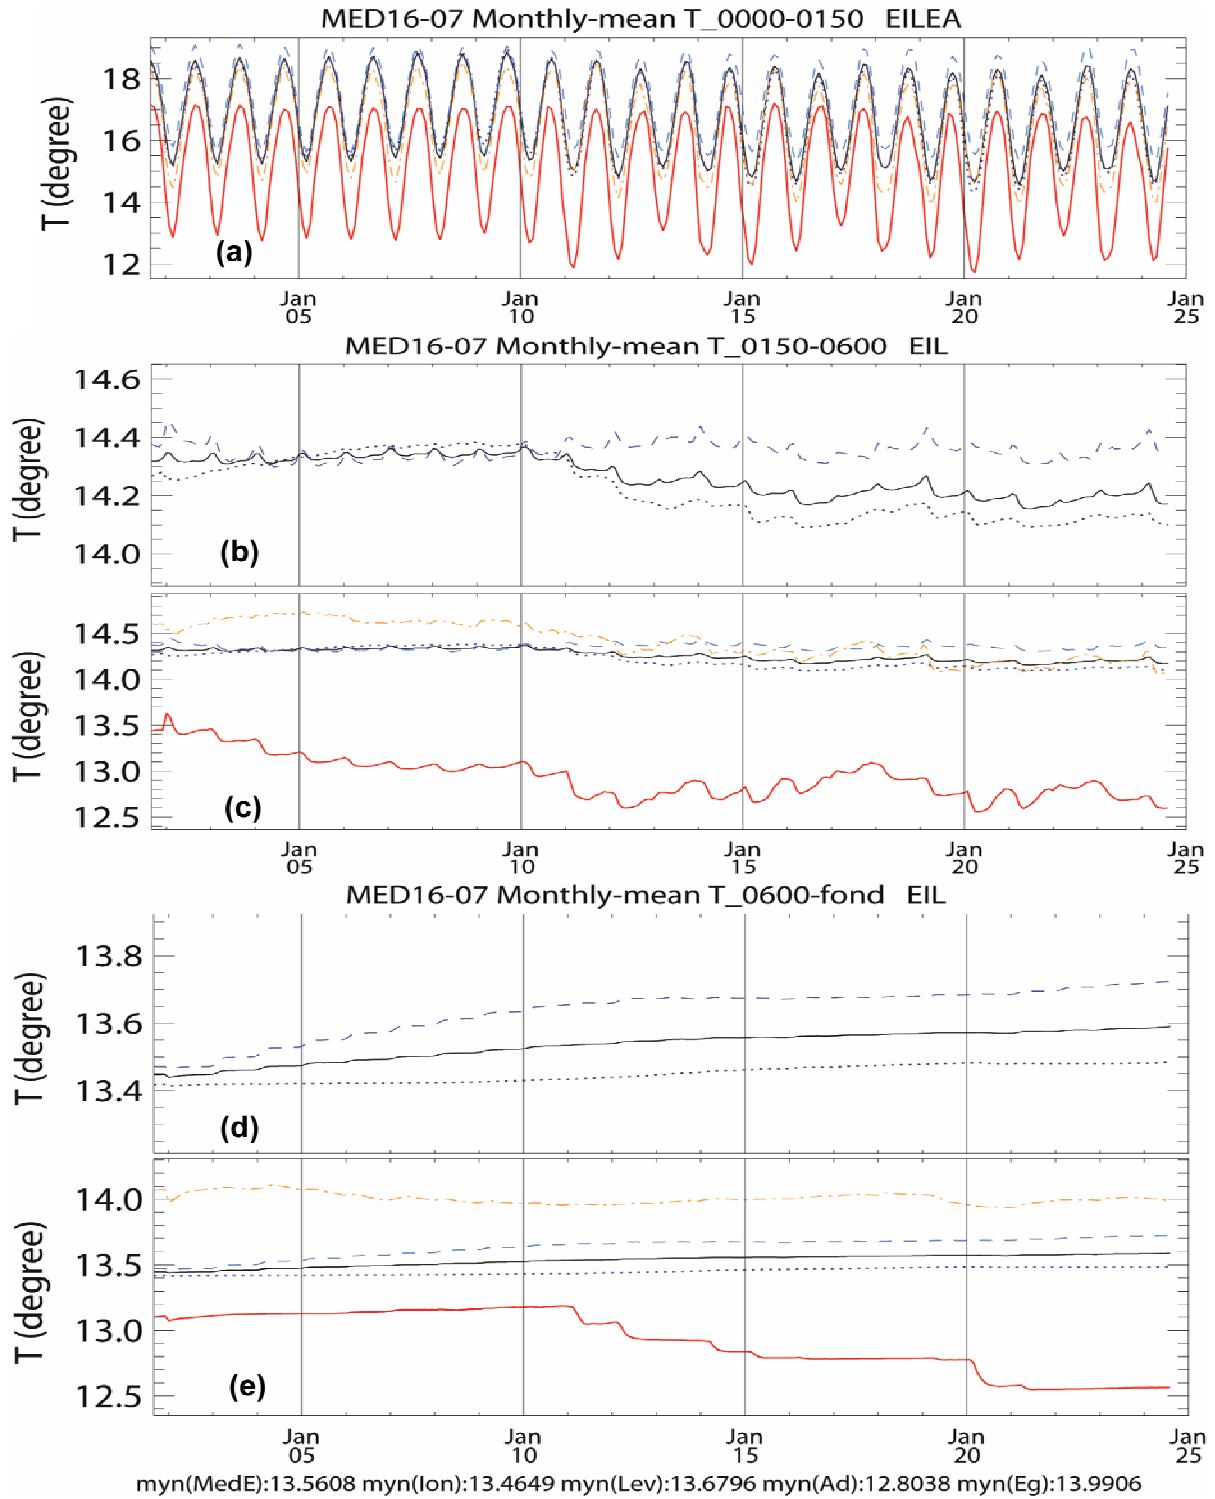 MED16-07 Monthly-mean T_0000-0150 EILEA
T (degree)
18
16
14
12
(a)
Jan 05
Jan 10
Jan 15
Jan 20
Jan 25
MED16-07 Monthly-mean T_0150-0600 EIL
T (degree)
14.6
14.4
14.2
14.0
(b)
T (degree)
14.5
14.0
13.5
13.0
12.5
(c)
Jan 05
Jan 10
Jan 15
Jan 20
Jan 25
MED16-07 Monthly-mean T_0600-fond EIL
T (degree)
13.8
13.6
13.4
(d)
T (degree)
14.0
13.5
13.0
12.5
(e)
Jan 05
Jan 10
Jan 15
Jan 20
Jan 25
myn(MedE):13.5608 myn(Ion):13.4649 myn(Lev):13.6796 myn(Ad):12.8038 myn(Eg):13.9906